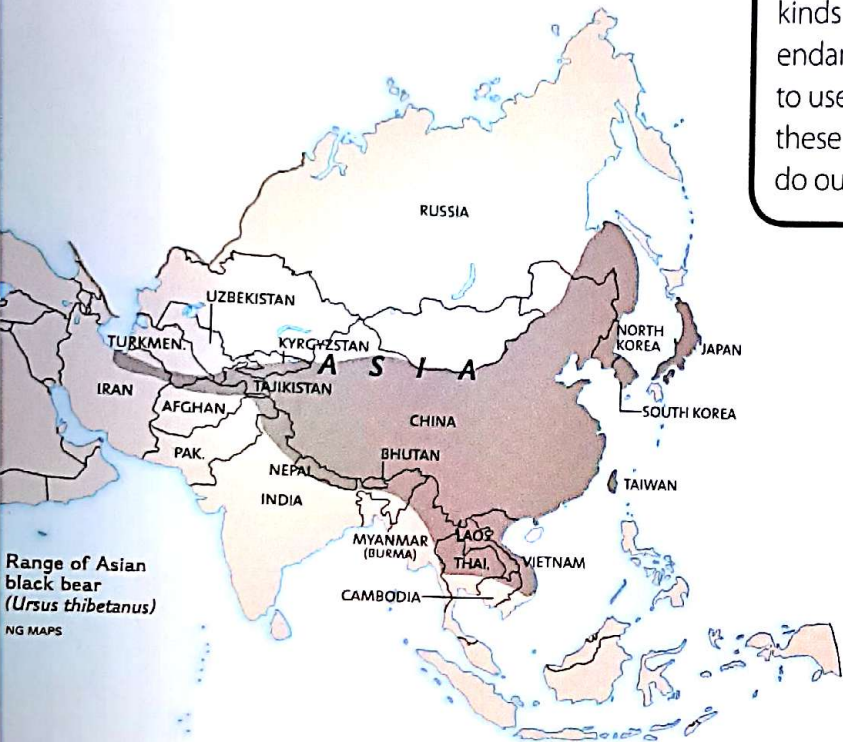 kinds
endan
to use
these
do ou
RUSSIA
UZBEKISTAN
TURKMEN.
KYRGYZSTAN
ASIA
NORTH
KOREA
JAPAN
IRAN
TAJIKISTAN
AFGHAN.
SOUTH KOREA
CHINA
PAK.
BHUTAN
NEPAL
INDIA
TAIWAN
MYANMAR
(BURMA)
LAOS
THAI.
VIETNAM
CAMBODIA
Range of Asian
black bear
(Ursus thibetanus)
NG MAPS